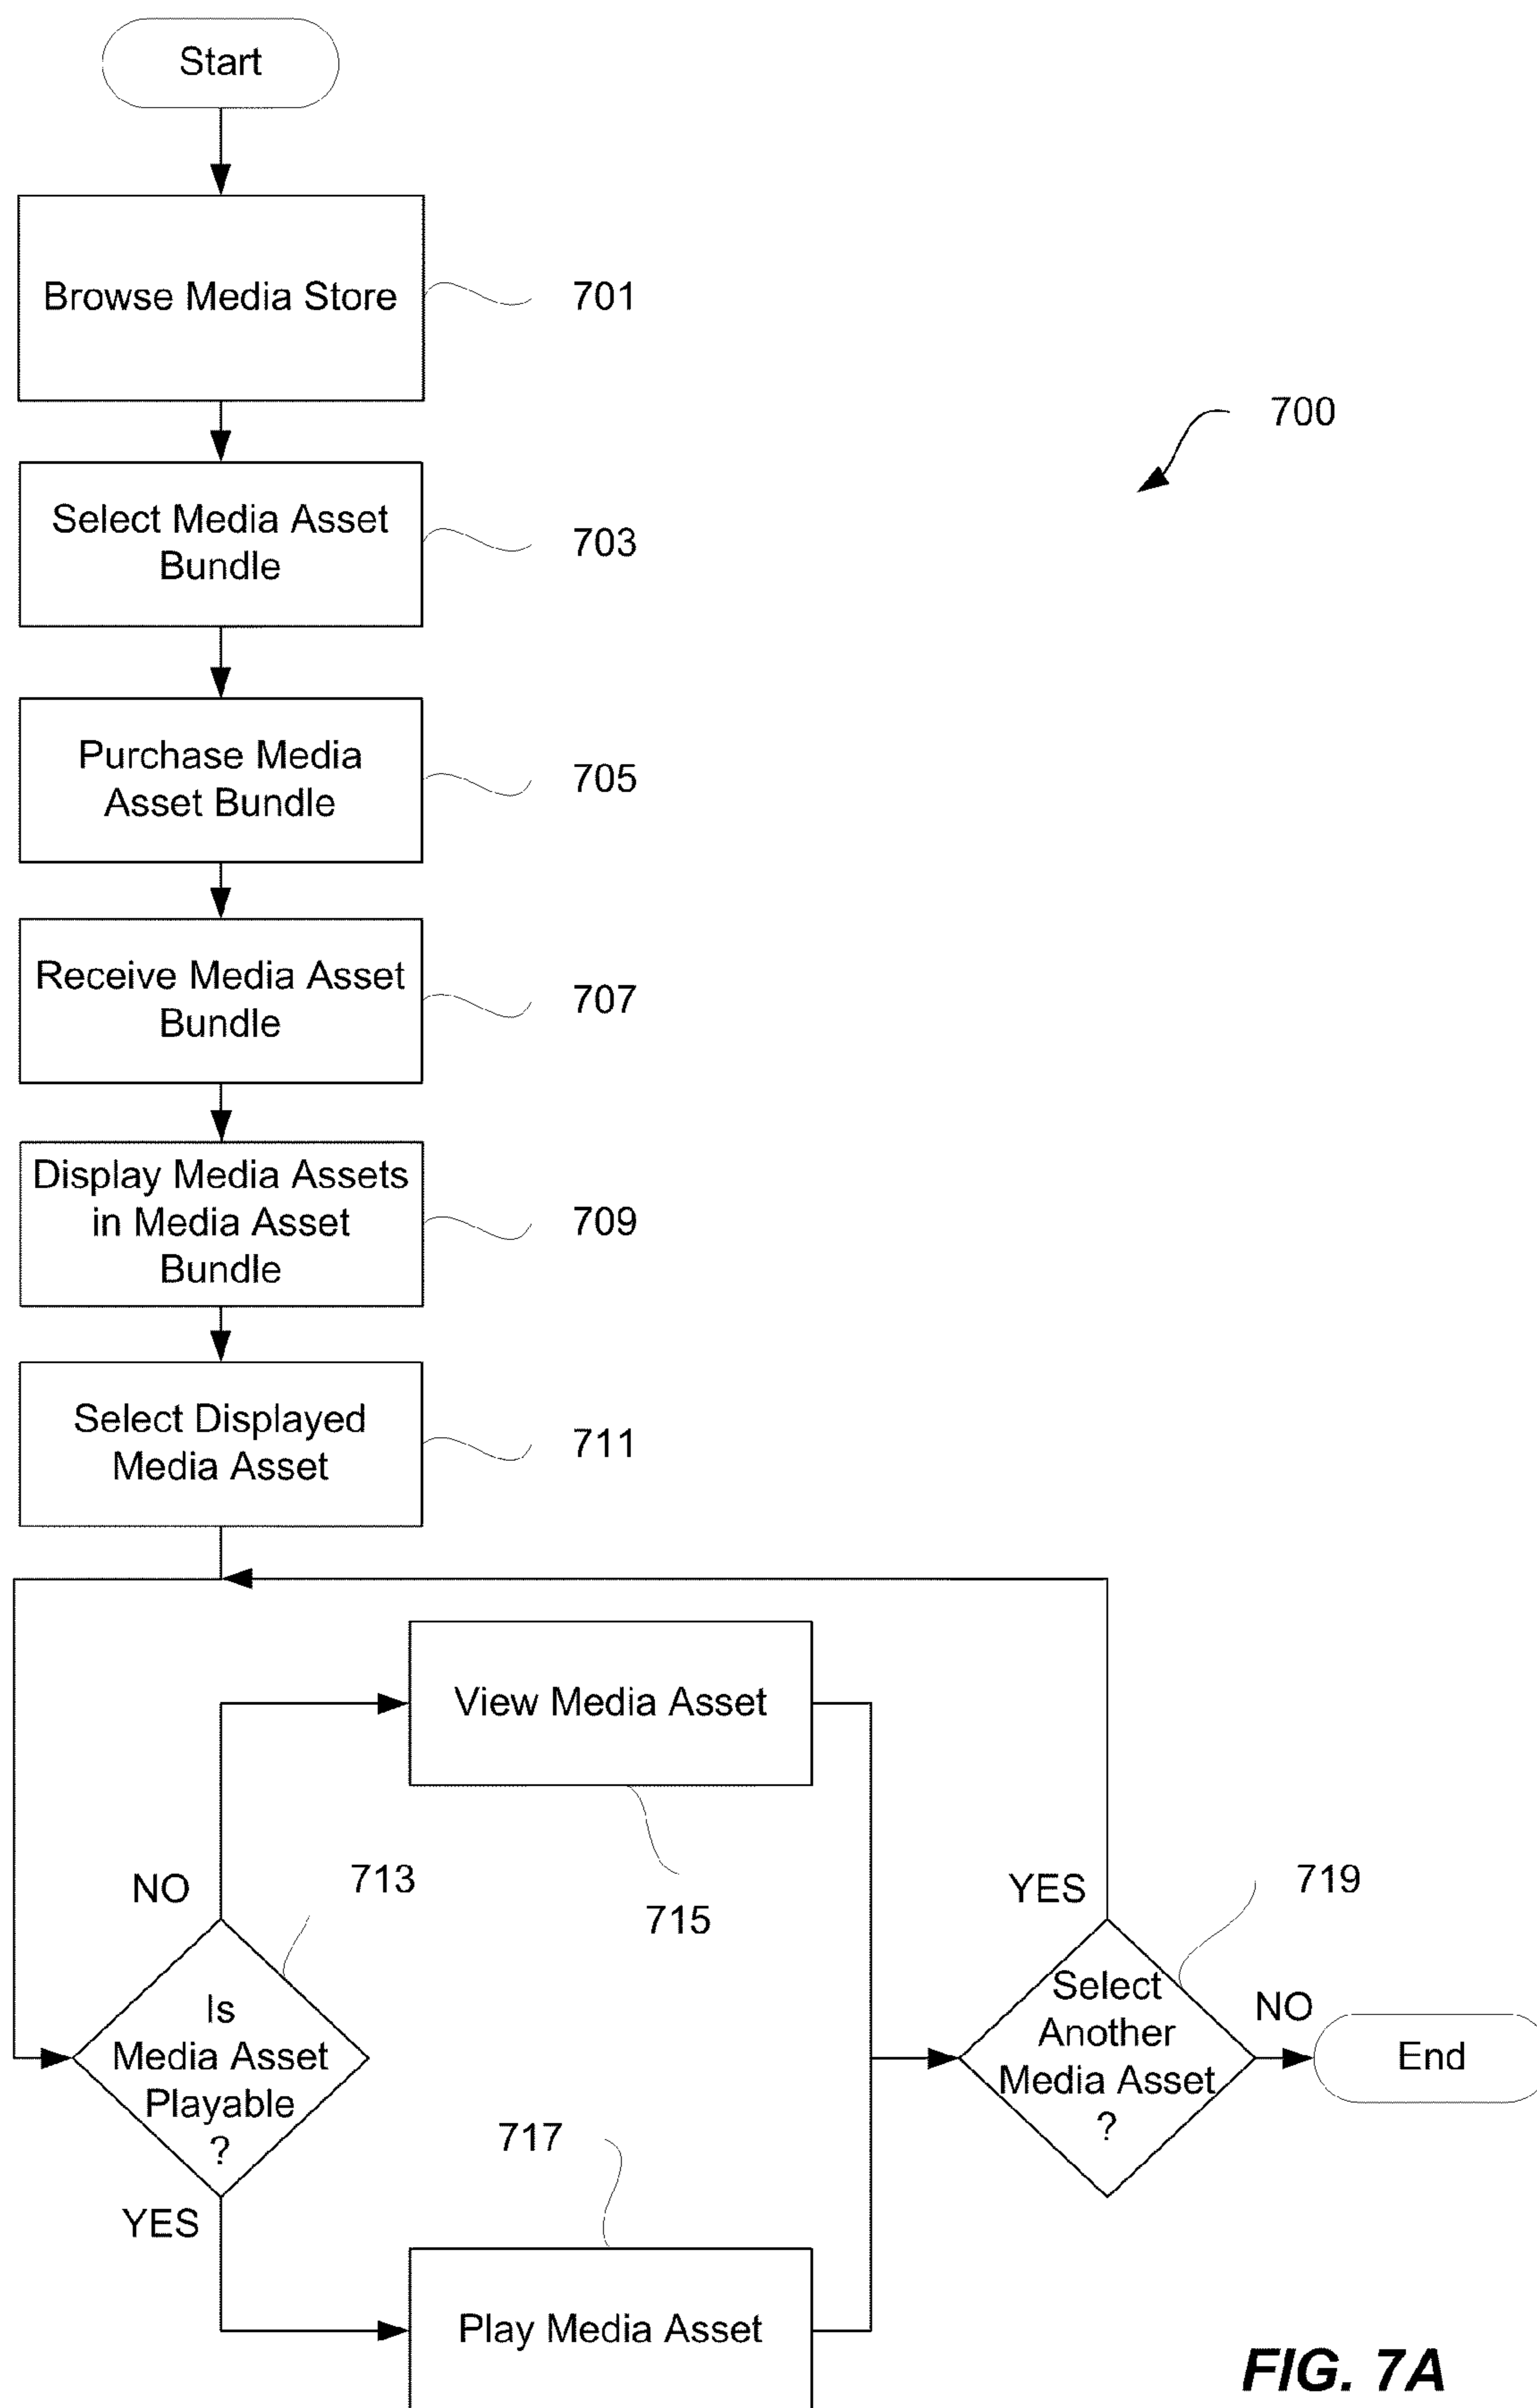 Start
Browse Media Store
701
700
Select Media Asset
Bundle
703
Purchase Media
Asset Bundle
705
Receive Media Asset
Bundle
707
Display Media Assets
in Media Asset
Bundle
709
Select Displayed
Media Asset
711
View Media Asset
715
NO
713
Is
Media Asset
Playable
?
YES
717
Play Media Asset
YES
719
Select
Another
Media Asset
?
NO
End
FIG. 7A